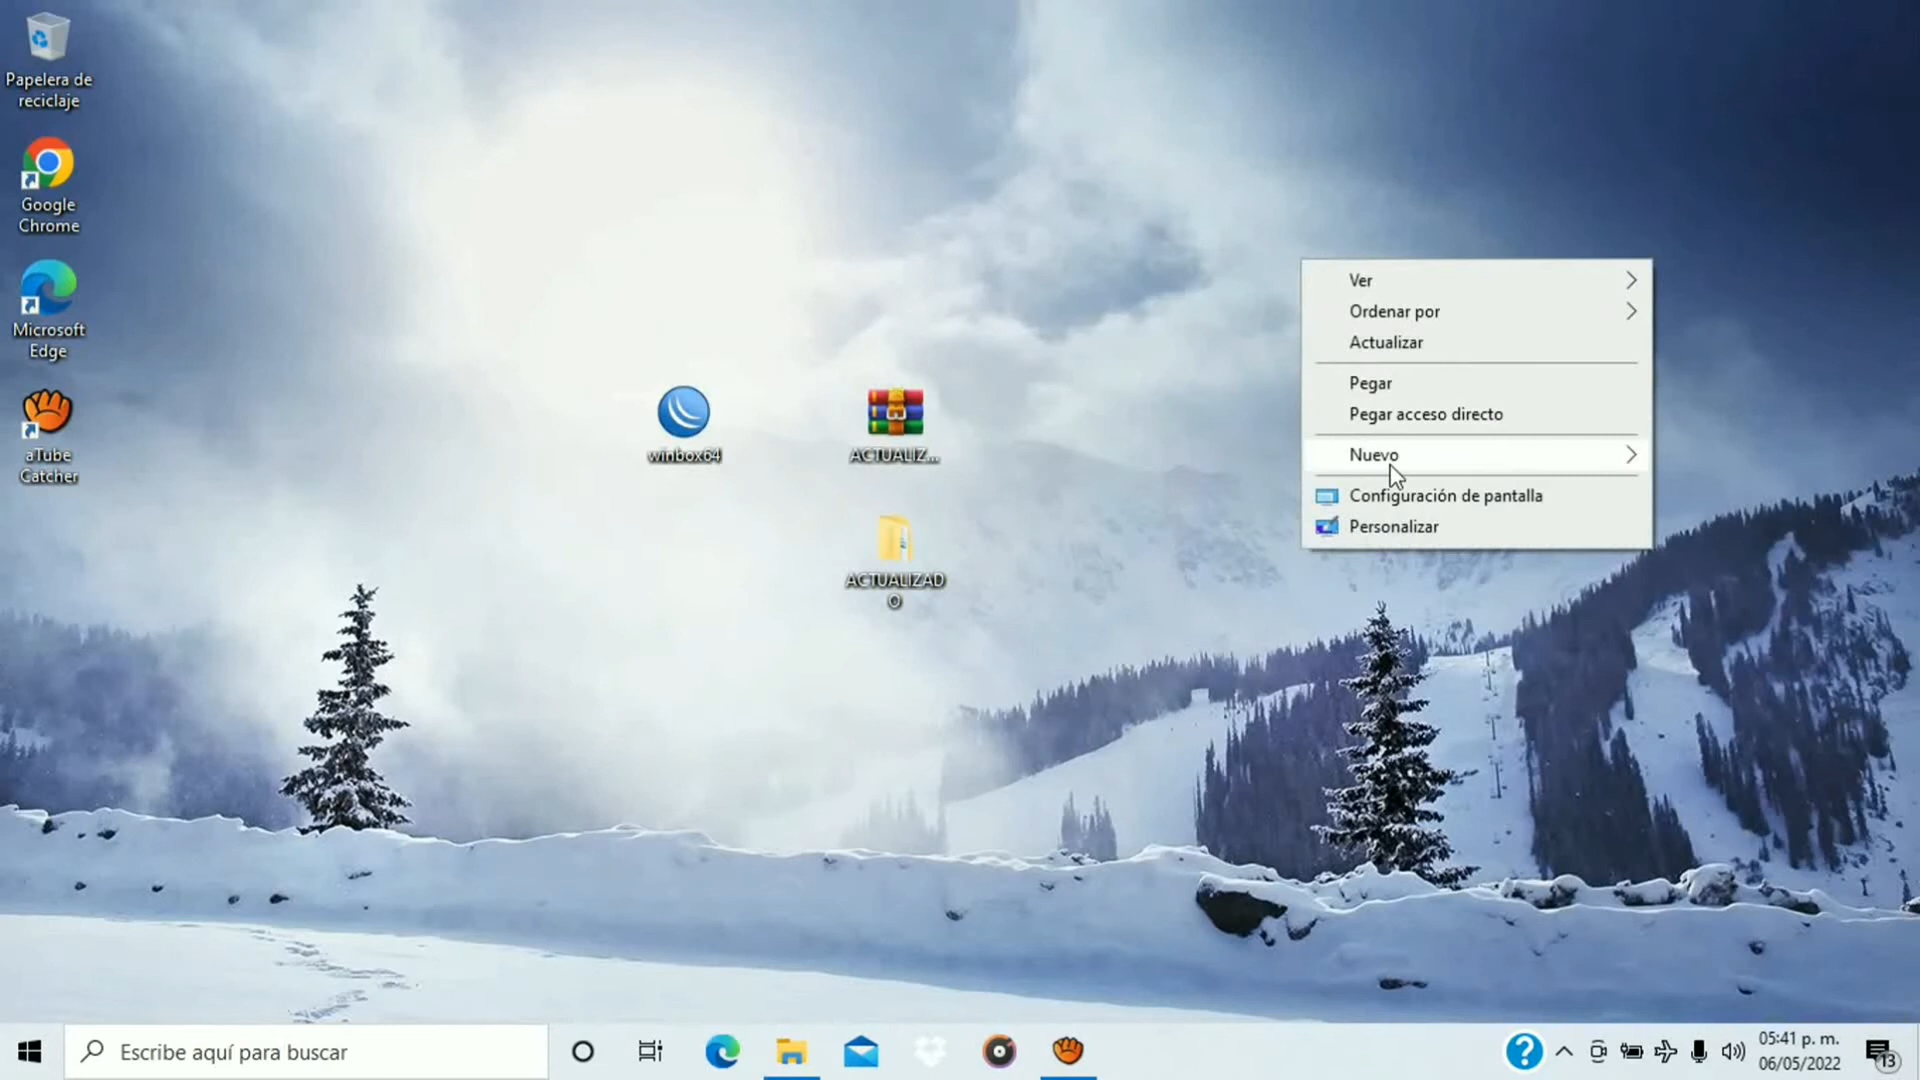 Papelera de
reciclaje
Google
Chrome
Microsoft
Edge
aTube
Catcher
winbox64
ACTUALIZ...
ACTUALIZAD
O
Ver
Ordenar por
Actualizar
Pegar
Pegar acceso directo
Nuevo
Configuración de pantalla
Personalizar
Escribe aquí para buscar
?
05:41 p. m.
06/05/2022
13